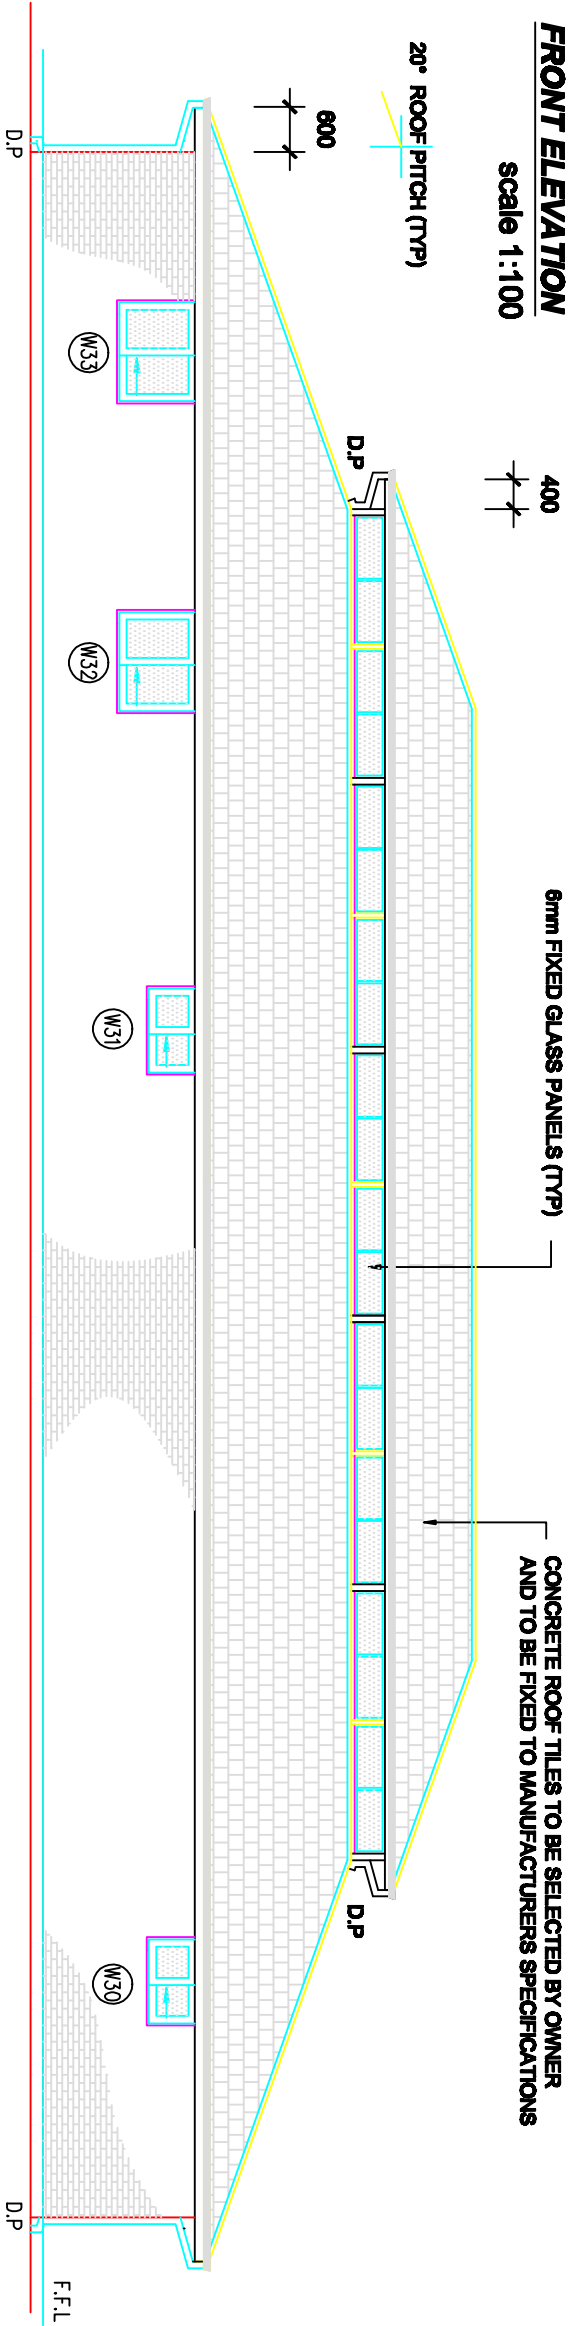 FRONT ELEVATION
scale 1:100
20° ROOF PITCH (TYP)
600
400
6mm FIXED GLASS PANELS (TYP)
CONCRETE ROOF TILES TO BE SELECTED BY OWNER
AND TO BE FIXED TO MANUFACTURERS SPECIFICATIONS
D.P
D.P
W33
W32
W31
W30
D.P
D.P
F.F.L